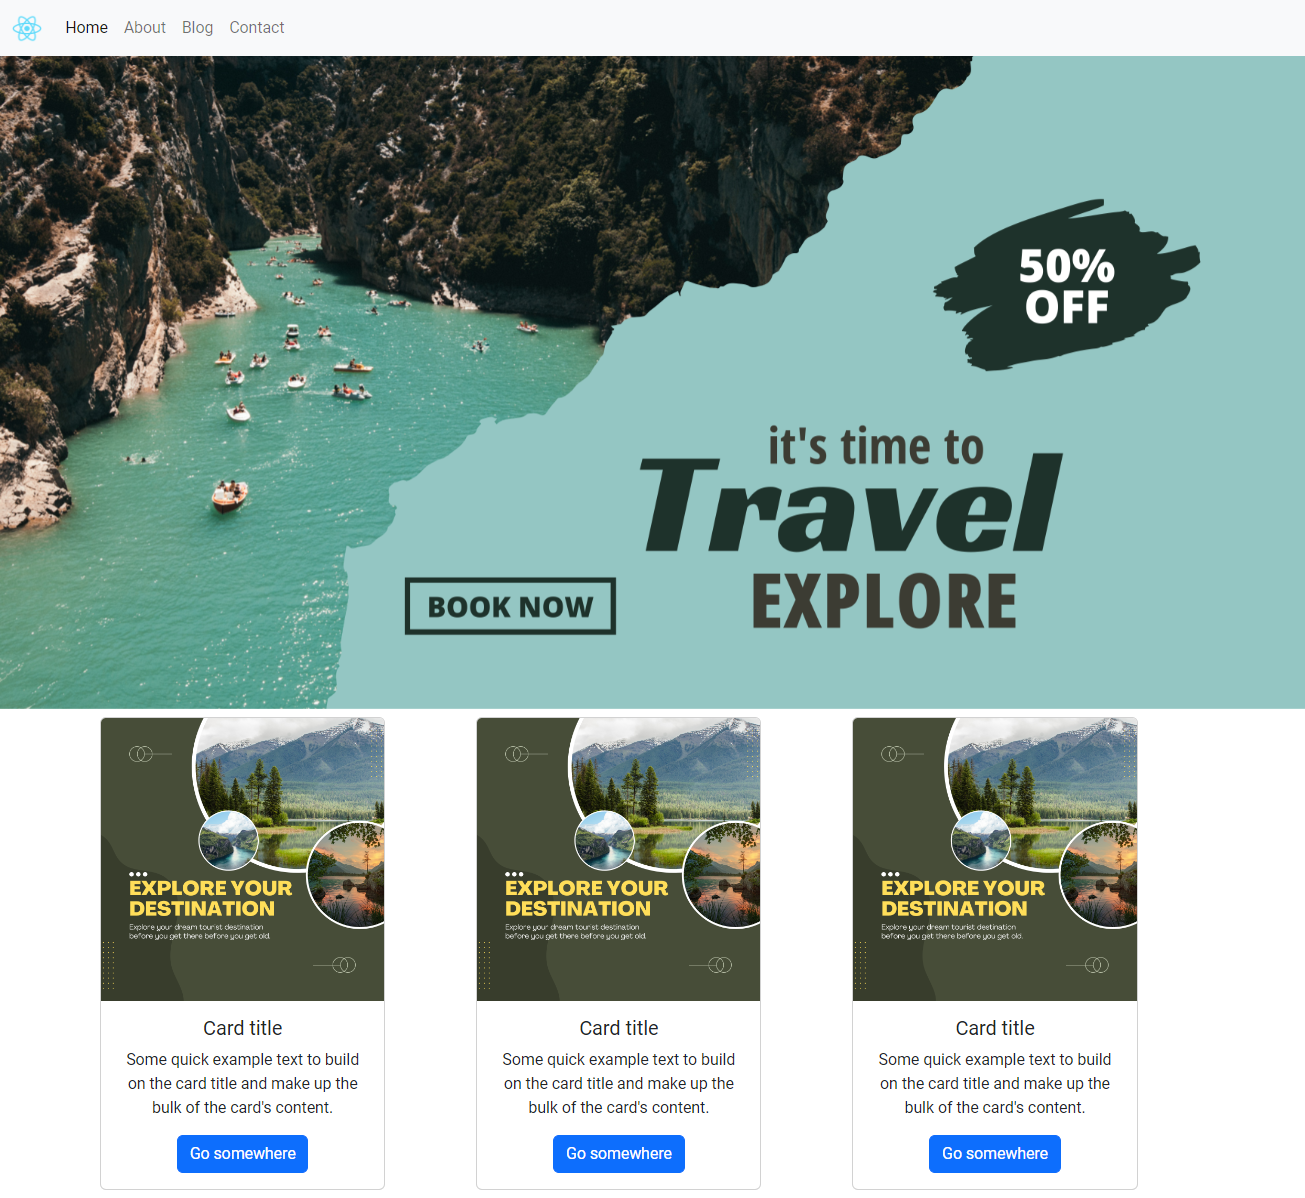 Home About Blog Contact
50%
OFF
it's time to
Travel
EXPLORE
BOOK NOW
EXPLORE YOUR
DESTINATION
Explore your dream tourist destination
before you get there before you get old.
Card title
Some quick example text to build
on the card title and make up the
bulk of the card's content.
Go somewhere
EXPLORE YOUR
DESTINATION
Explore your dream tourist destination
before you get there before you get old.
Card title
Some quick example text to build
on the card title and make up the
bulk of the card's content.
Go somewhere
EXPLORE YOUR
DESTINATION
Explore your dream tourist destination
before you get there before you get old.
Card title
Some quick example text to build
on the card title and make up the
bulk of the card's content.
Go somewhere